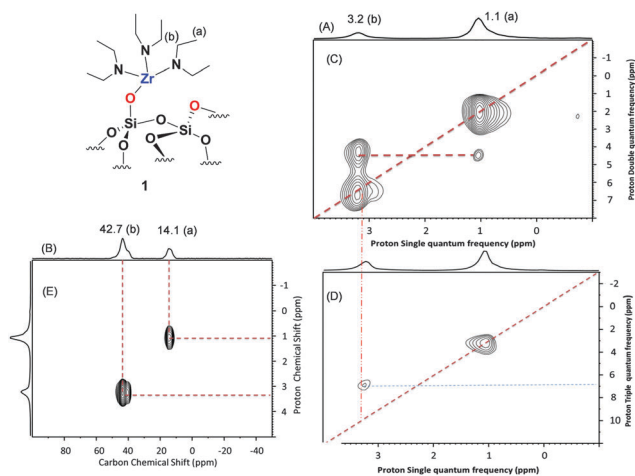 (a)
(b)
N
N
N
Zr
O
O
Si
O
Si
O
O
O
O
1
(A)
3.2 (b)
1.1 (a)
(C)
-1
0
1
2
3
4
5
6
7
Proton Double quantum frequency (ppm)
3
2
1
0
Proton Single quantum frequency (ppm)
(B)
42.7 (b)
14.1 (a)
(E)
-1
0
1
2
3
4
Proton Chemical Shift (ppm)
80
60
40
20
0
-20
-40
Carbon Chemical Shift (ppm)
(D)
-2
0
2
4
6
8
10
Proton Triple quantum frequency (ppm)
3
2
1
0
Proton Single quantum frequency (ppm)